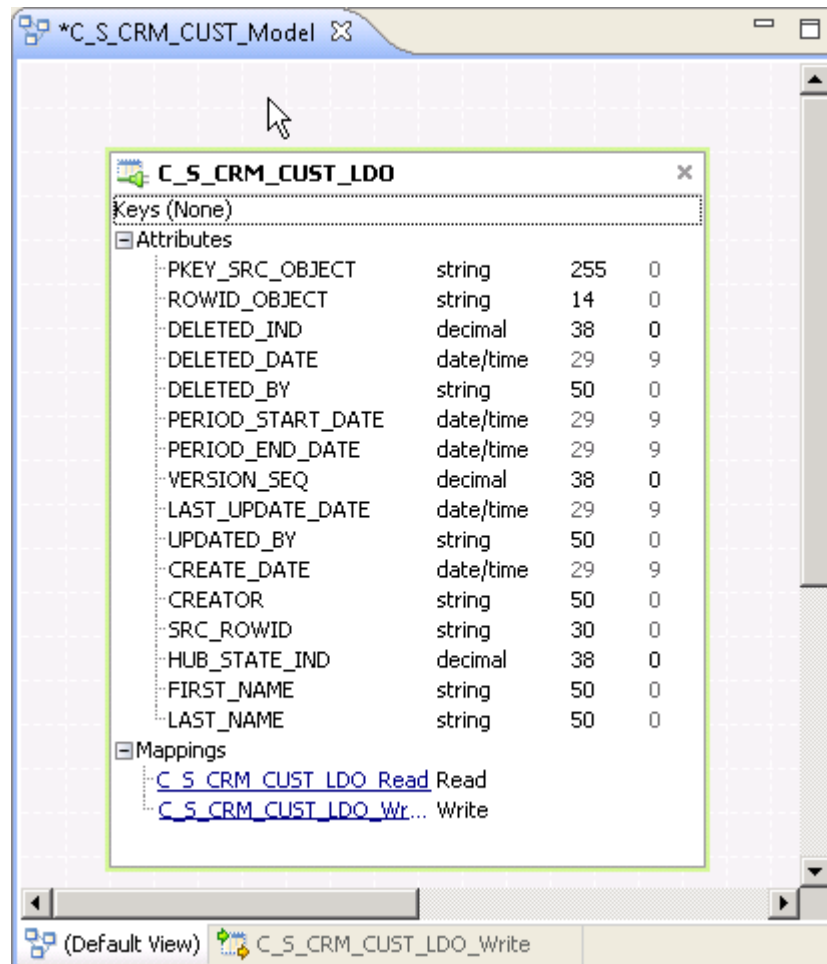 *C_S_CRM_CUST_Model
C_S_CRM_CUST_LDO
Keys (None)
Attributes
PKEY_SRC_OBJECT string 255 0
ROWID_OBJECT string 14 0
DELETED_IND decimal 38 0
DELETED_DATE date/time 29 9
DELETED_BY string 50 0
PERIOD_START_DATE date/time 29 9
PERIOD_END_DATE date/time 29 9
VERSION_SEQ decimal 38 0
LAST_UPDATE_DATE date/time 29 9
UPDATED_BY string 50 0
CREATE_DATE date/time 29 9
CREATOR string 50 0
SRC_ROWID string 30 0
HUB_STATE_IND decimal 38 0
FIRST_NAME string 50 0
LAST_NAME string 50 0
Mappings
C_S_CRM_CUST_LDO_Read Read
C_S_CRM_CUST_LDO_Wr... Write
(Default View) C_S_CRM_CUST_LDO_Write